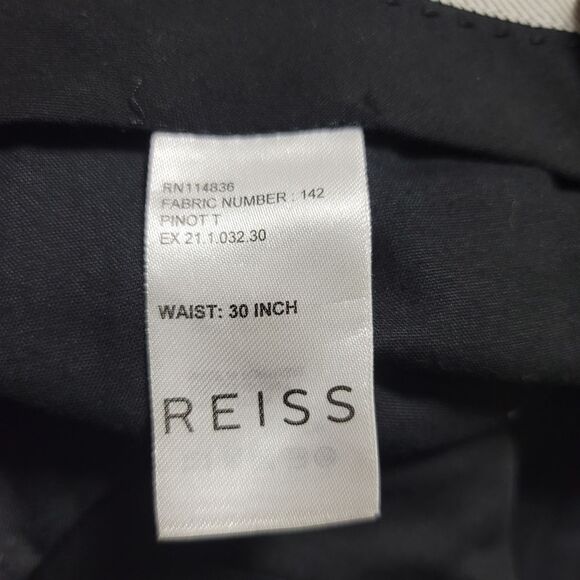 RN114836
FABRIC NUMBER : 142
PINOT T
EX 21.1.032.30
WAIST: 30 INCH
REISS